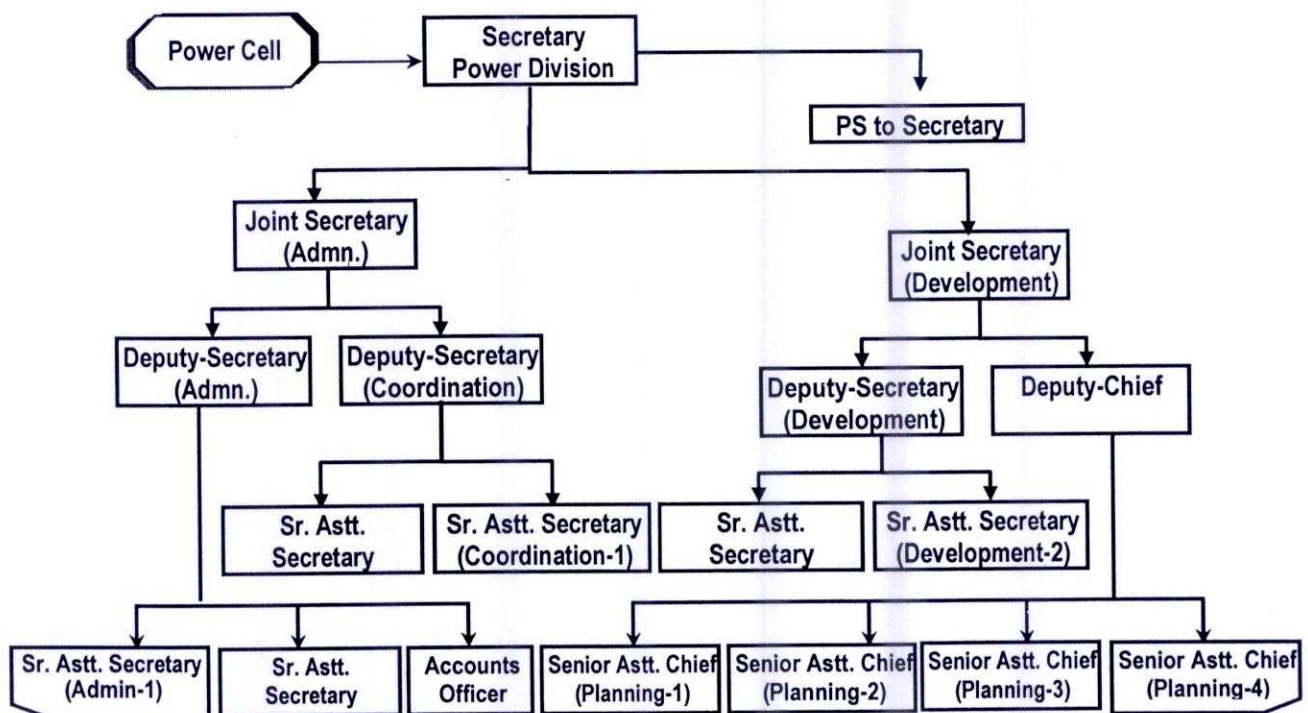 Power Cell
Secretary
Power Division
PS to Secretary
Joint Secretary
(Admn.)
Joint Secretary
(Development)
Deputy-Secretary
(Admn.)
Deputy-Secretary
(Coordination)
Deputy-Secretary
(Development)
Deputy-Chief
Sr. Astt.
Secretary
Sr. Astt. Secretary
(Coordination-1)
Sr. Astt.
Secretary
Sr. Astt. Secretary
(Development-2)
Sr. Astt. Secretary
(Admin-1)
Sr. Astt.
Secretary
Accounts
Officer
Senior Astt. Chief
(Planning-1)
Senior Astt. Chief
(Planning-2)
Senior Astt. Chief
(Planning-3)
Senior Astt. Chief
(Planning-4)